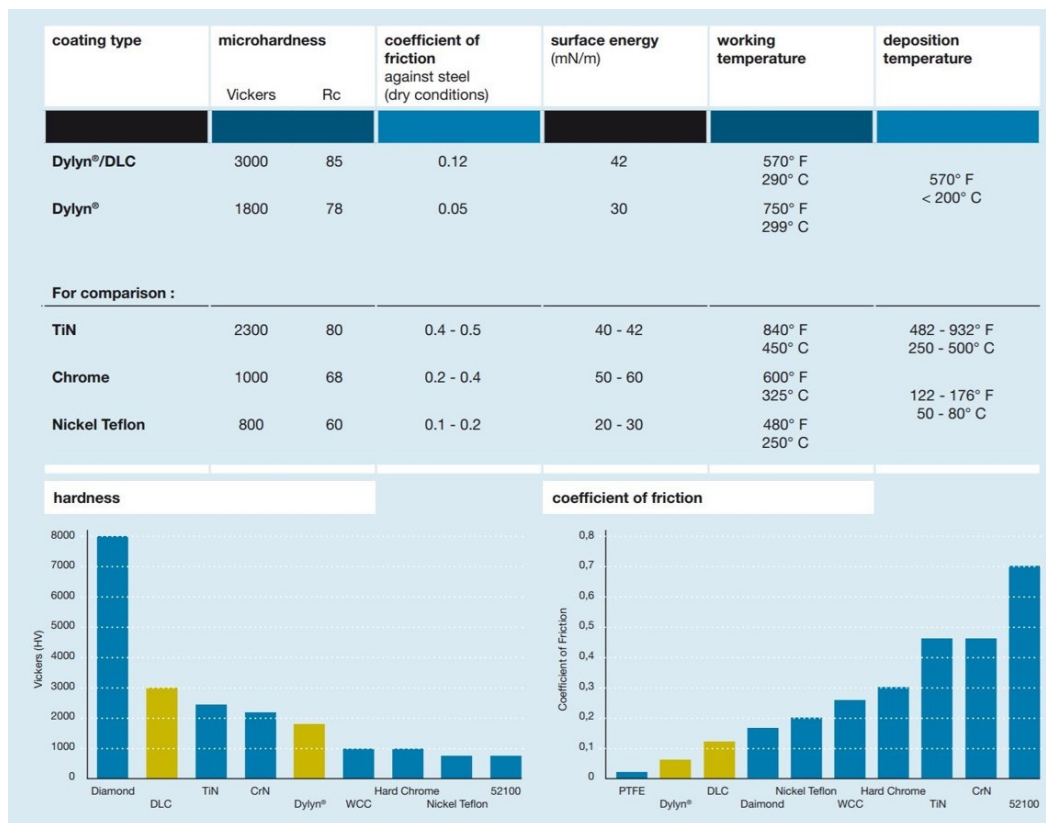 coating type microhardness coefficient of friction against steel (dry conditions) surface energy (mN/m) working temperature deposition temperature
Vickers Rc
Dylyn®/DLC 3000 85 0.12 42 570° F 290° C
570° F < 200° C
Dylyn® 1800 78 0.05 30 750° F 299° C
For comparison :
TiN 2300 80 0.4 - 0.5 40 - 42 840° F 450° C 482 - 932° F 250 - 500° C
Chrome 1000 68 0.2 - 0.4 50 - 60 600° F 325° C
122 - 176° F 50 - 80° C
Nickel Teflon 800 60 0.1 - 0.2 20 - 30 480° F 250° C
hardness
8000
7000
6000
5000
4000
3000
2000
1000
0
Vickers (HV)
Diamond TiN CrN Hard Chrome 52100
DLC Dylyn® WCC Nickel Teflon
coefficient of friction
0,8
0,7
0,6
0,5
0,4
0,3
0,2
0,1
0
Coefficient of Friction
PTFE DLC Nickel Teflon Hard Chrome CrN
Dylyn® Daimond WCC TiN 52100